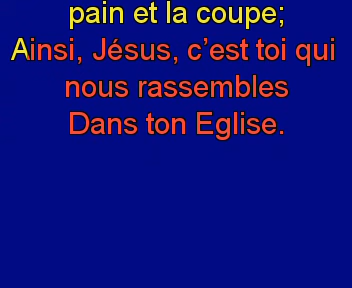 pain et la coupe;
Ainsi, Jésus, c’est toi qui
nous rassembles
Dans ton Eglise.